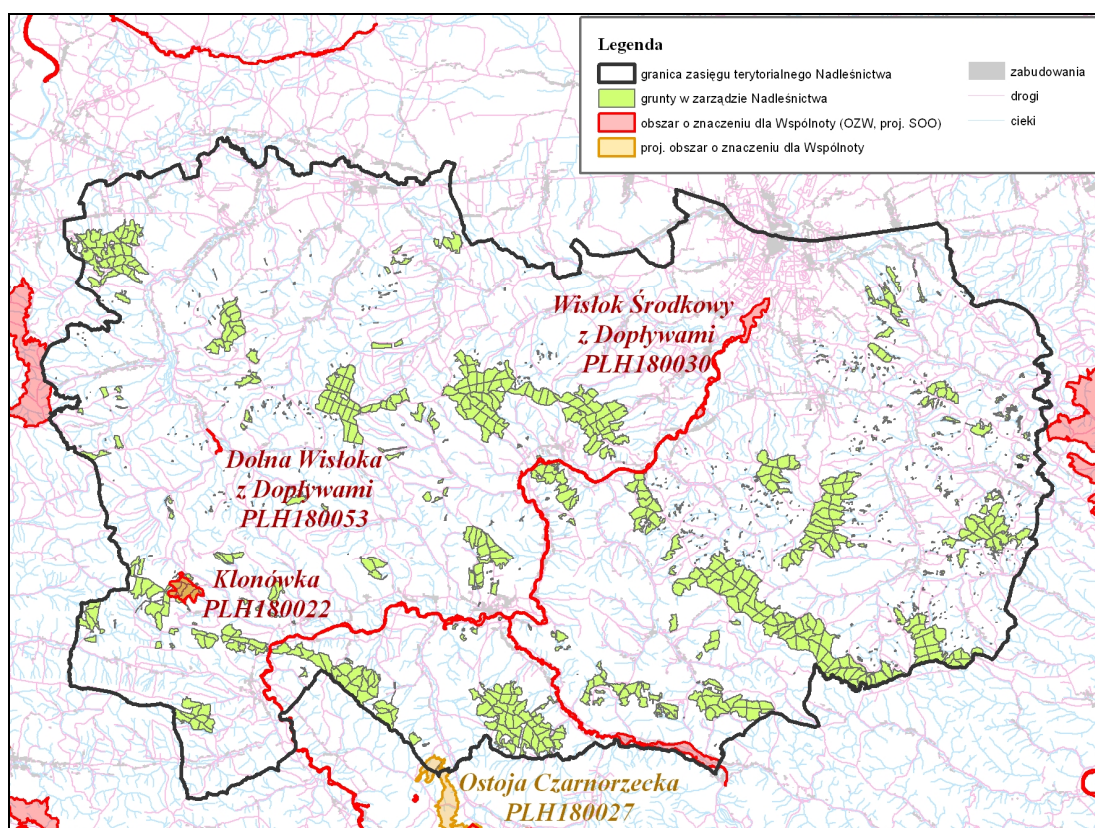 Legenda
granica zasięgu terytorialnego Nadleśnictwa
grunty w zarządzie Nadleśnictwa
obszar o znaczeniu dla Wspólnoty (OZW, proj. SOO)
proj. obszar o znaczeniu dla Wspólnoty
zabudowania
drogi
cieki
Wisłok Środkowy
z Dopływami
PLH180030
Dolna Wisłoka
z Dopływami
PLH180053
Klonówka
PLH180022
Ostoja Czarnorzecka
PLH180027